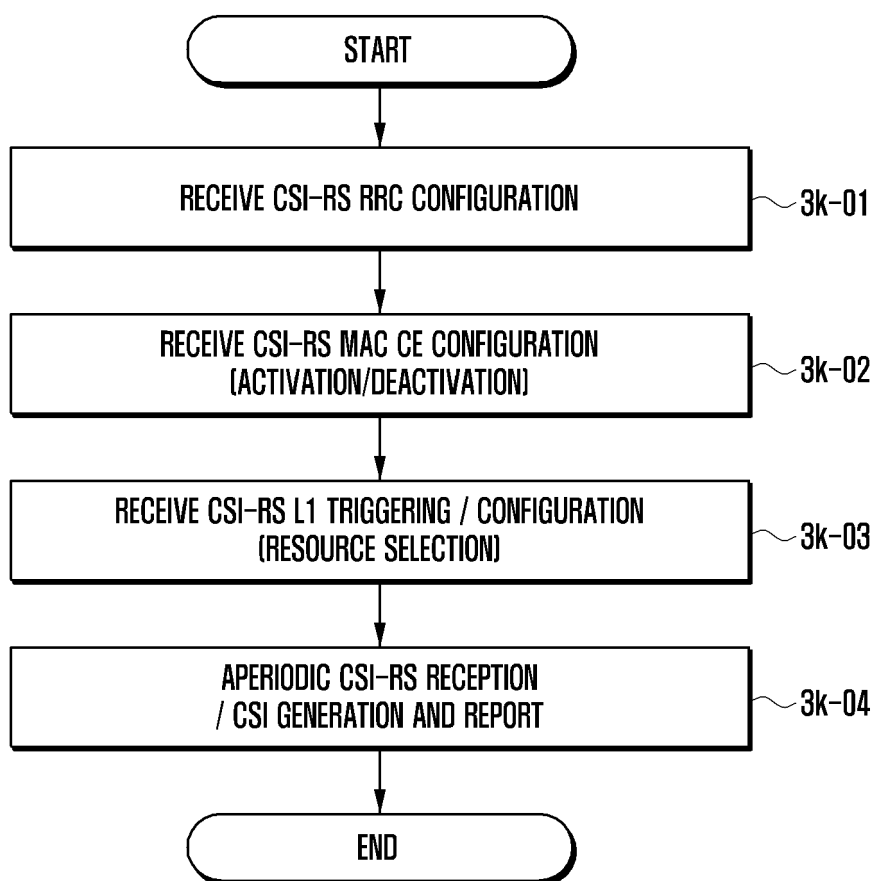 START
RECEIVE CSI-RS RRC CONFIGURATION
3k-01
RECEIVE CSI-RS MAC CE CONFIGURATION
(ACTIVATION/DEACTIVATION)
3k-02
RECEIVE CSI-RS L1 TRIGGERING / CONFIGURATION
(RESOURCE SELECTION)
3k-03
APERIODIC CSI-RS RECEPTION
/ CSI GENERATION AND REPORT
3k-04
END